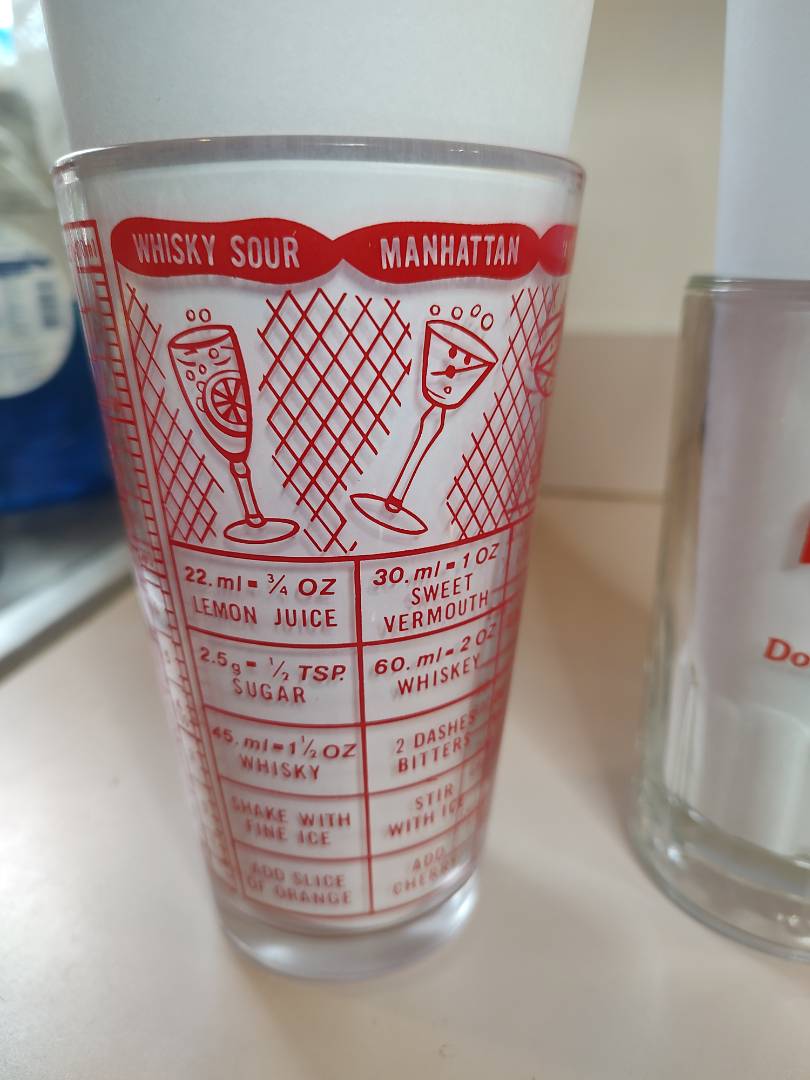 WHISKY SOUR
MANHATTAN
22. ml = ¾ OZ
LEMON JUICE
2.5g = ½ TSP.
SUGAR
45. ml = 1½ OZ
WHISKY
SHAKE WITH
FINE ICE
ADD SLICE
OF ORANGE
30. ml = 1 OZ
SWEET
VERMOUTH
60. ml = 2 OZ
WHISKEY
2 DASHES
BITTERS
STIR
WITH ICE
ADD
CHERRY
Do